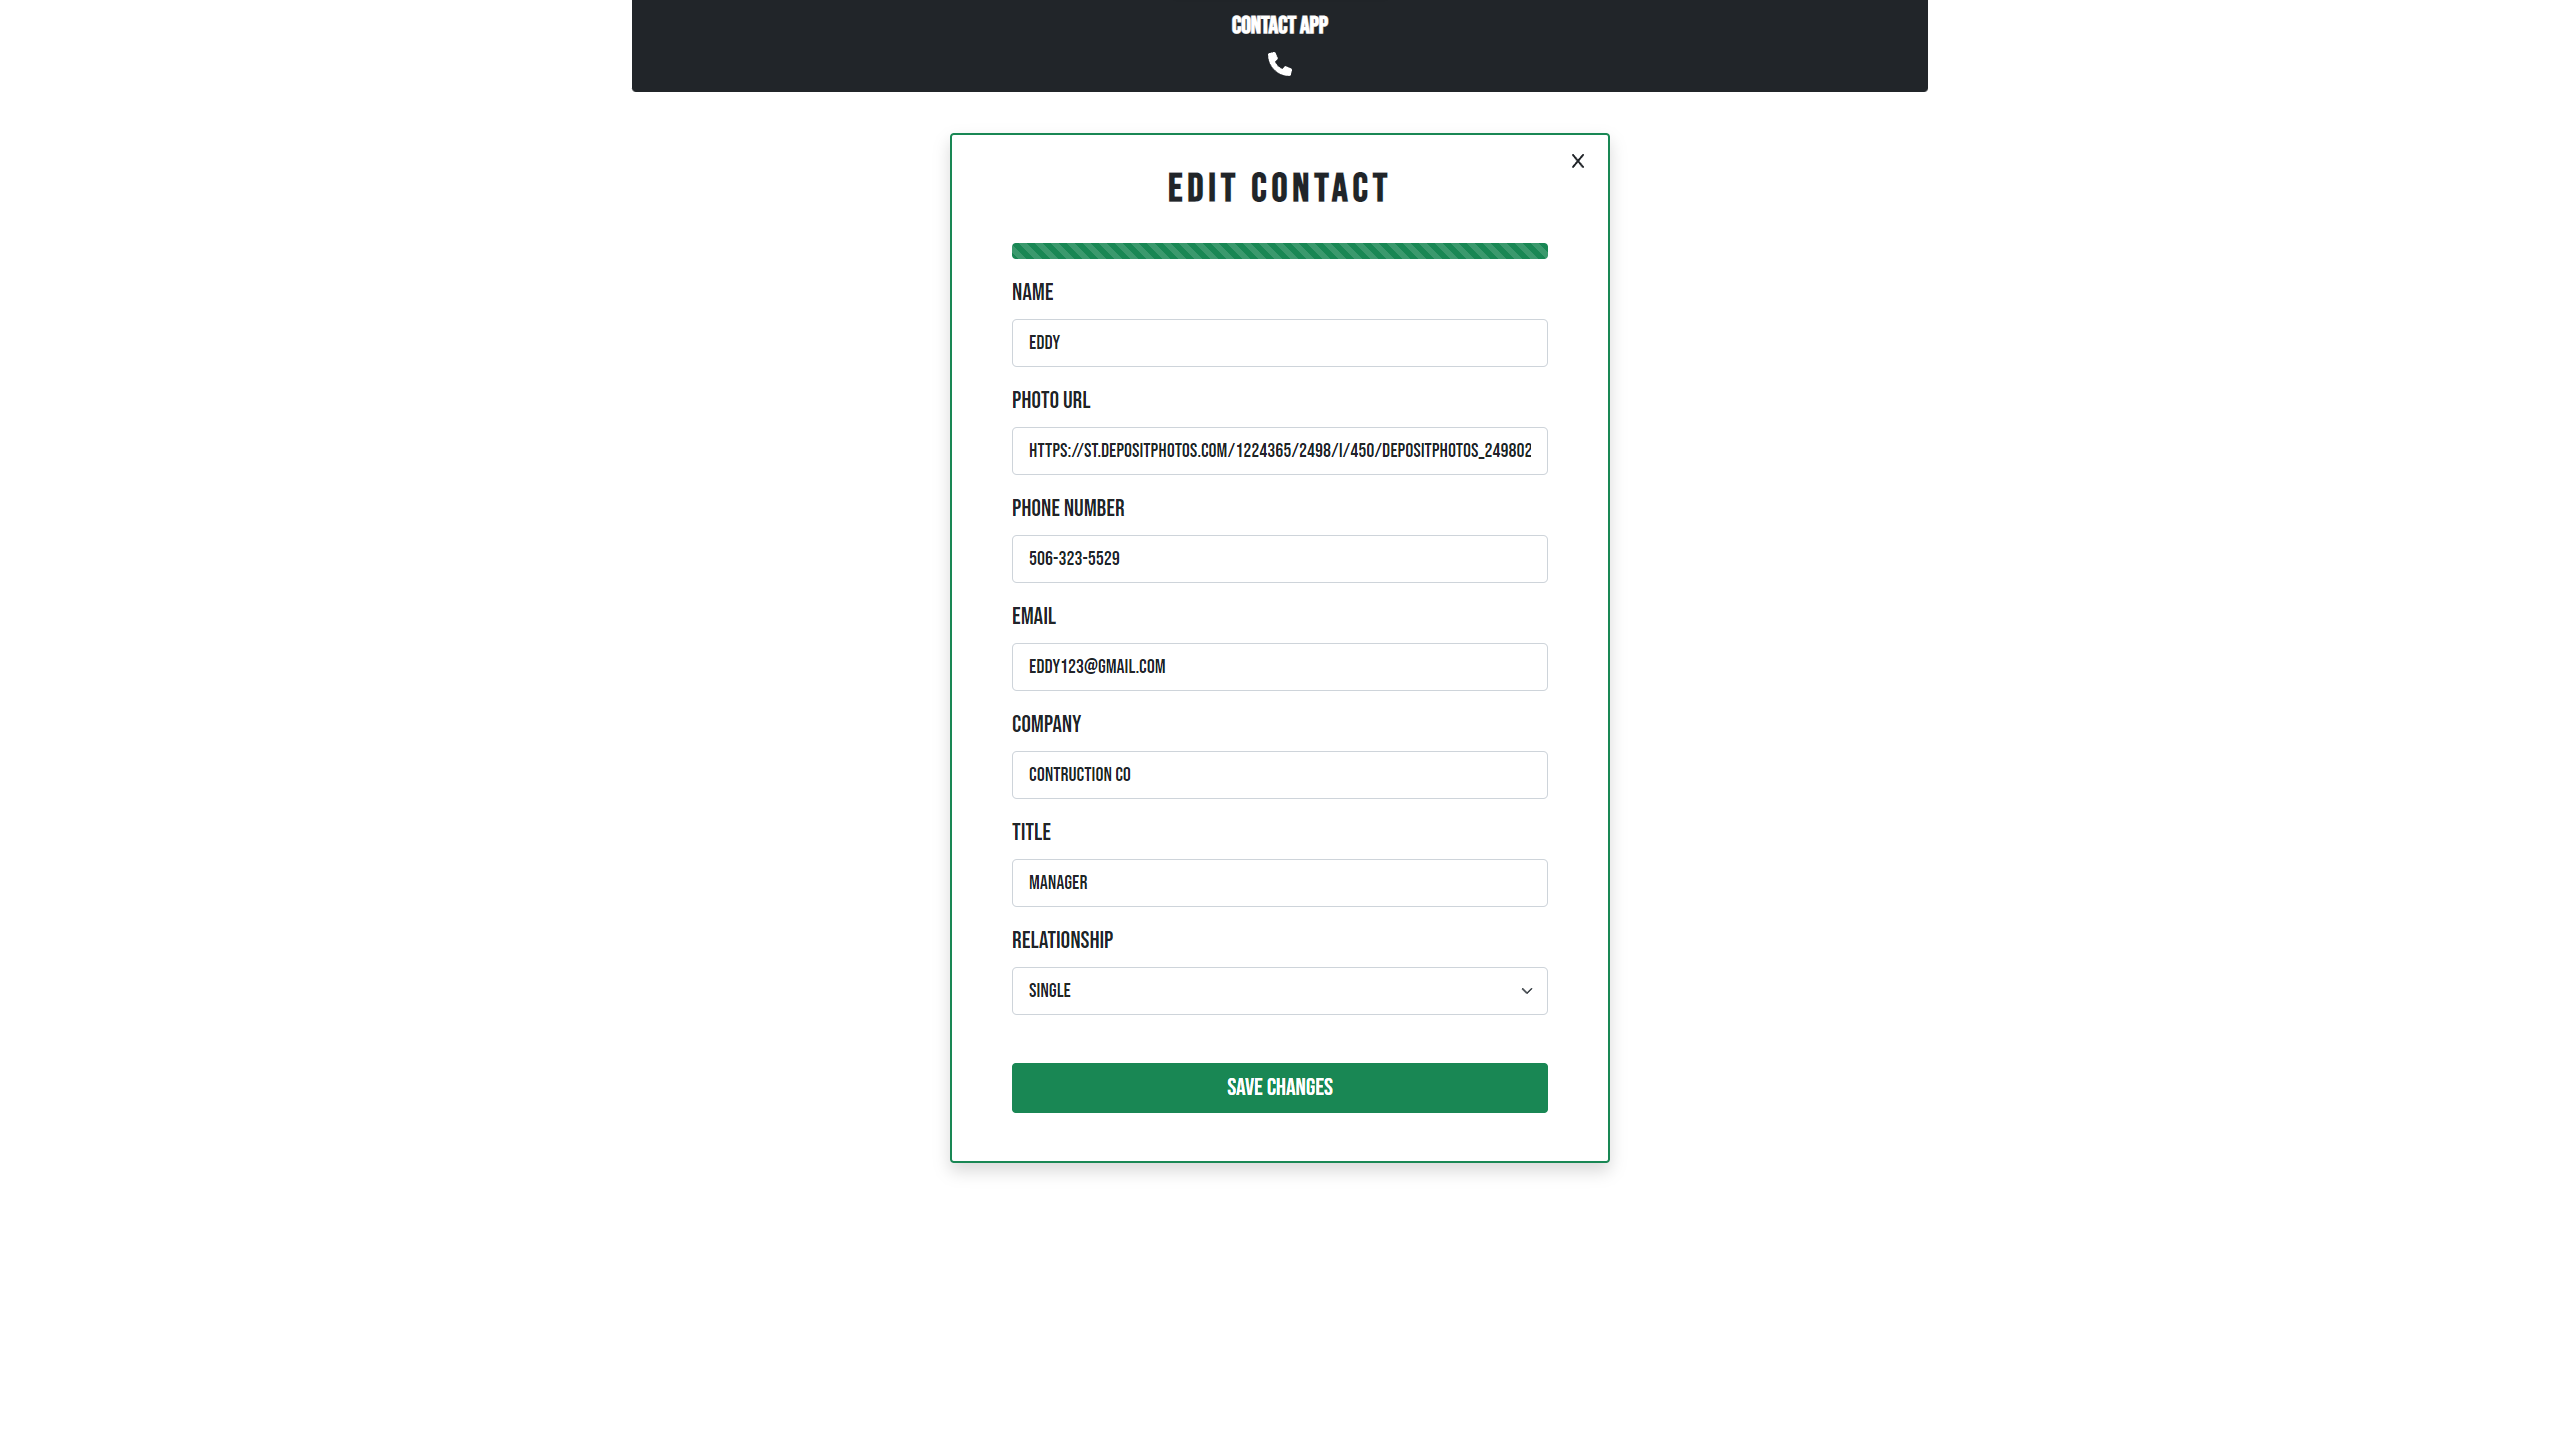 CONTACT APP
EDIT CONTACT
NAME
EDDY
PHOTO URL
HTTPS://ST.DEPOSITPHOTOS.COM/1224365/2498/I/450/DEPOSITPHOTOS_249802
PHONE NUMBER
506-323-5529
EMAIL
EDDY123@GMAIL.COM
COMPANY
CONTRUCTION CO
TITLE
MANAGER
RELATIONSHIP
SINGLE
SAVE CHANGES